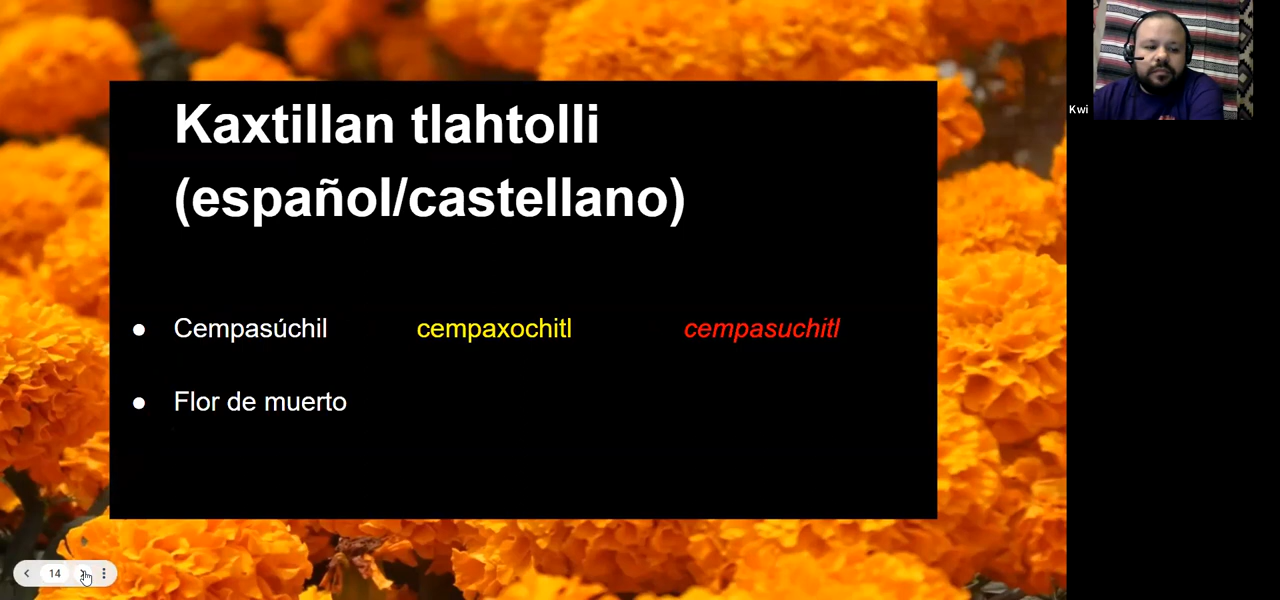 Kaxtillan tlahtolli
(español/castellano)
● Cempasúchil cempaxochitl cempasuchitl
● Flor de muerto
Kwi
14